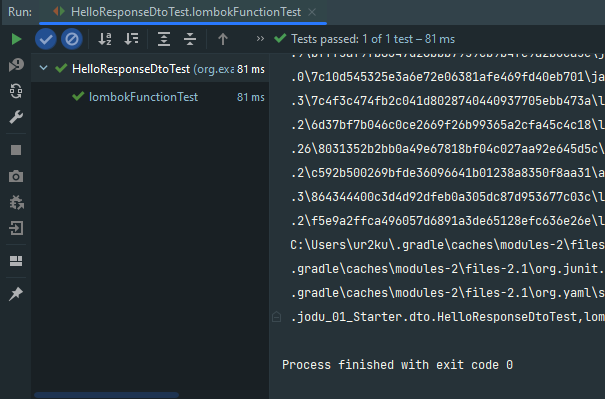 Run: HelloResponseDtoTest.lombokFunctionTest ×
» Tests passed: 1 of 1 test – 81 ms
HelloResponseDtoTest (org.exa 81 ms
lombokFunctionTest 81 ms
.0\7c10d545325e3a6e72e06381afe469fd40eb701\ja
.3\7c4f3c474fb2c041d8028740440937705ebb473a\l
.2\6d37bf7b046c0ce2669f26b99365a2cfa45c4c18\l
.26\8031352b2bb0a49e67818bf04c027aa92e645d5c\
.2\c592b500269bfde36096641b01238a8350f8aa31\a
.3\864344400c3d4d92dfeb0a305dc87d953677c03c\l
.2\f5e9a2ffca496057d6891a3de65128efc636e26e\l
C:\Users\ur2ku\.gradle\caches\modules-2\files
.gradle\caches\modules-2\files-2.1\org.junit.
.gradle\caches\modules-2\files-2.1\org.yaml\s
.jodu_01_Starter.dto.HelloResponseDtoTest,lom
Process finished with exit code 0